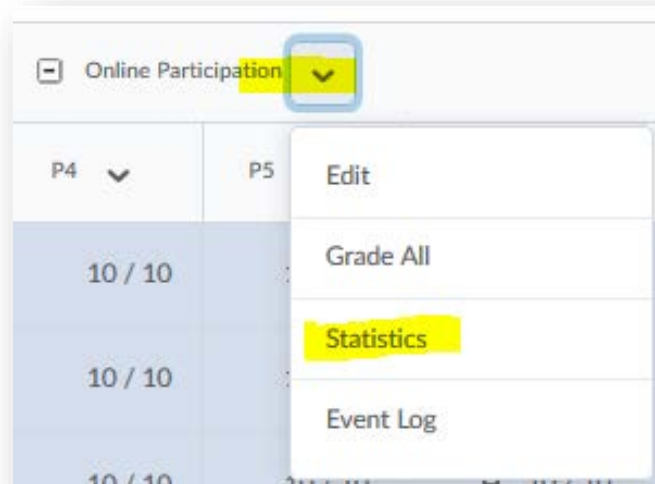 Online Participation
P4 P5
Edit
10 / 10
Grade All
Statistics
10 / 10
Event Log
10 / 10